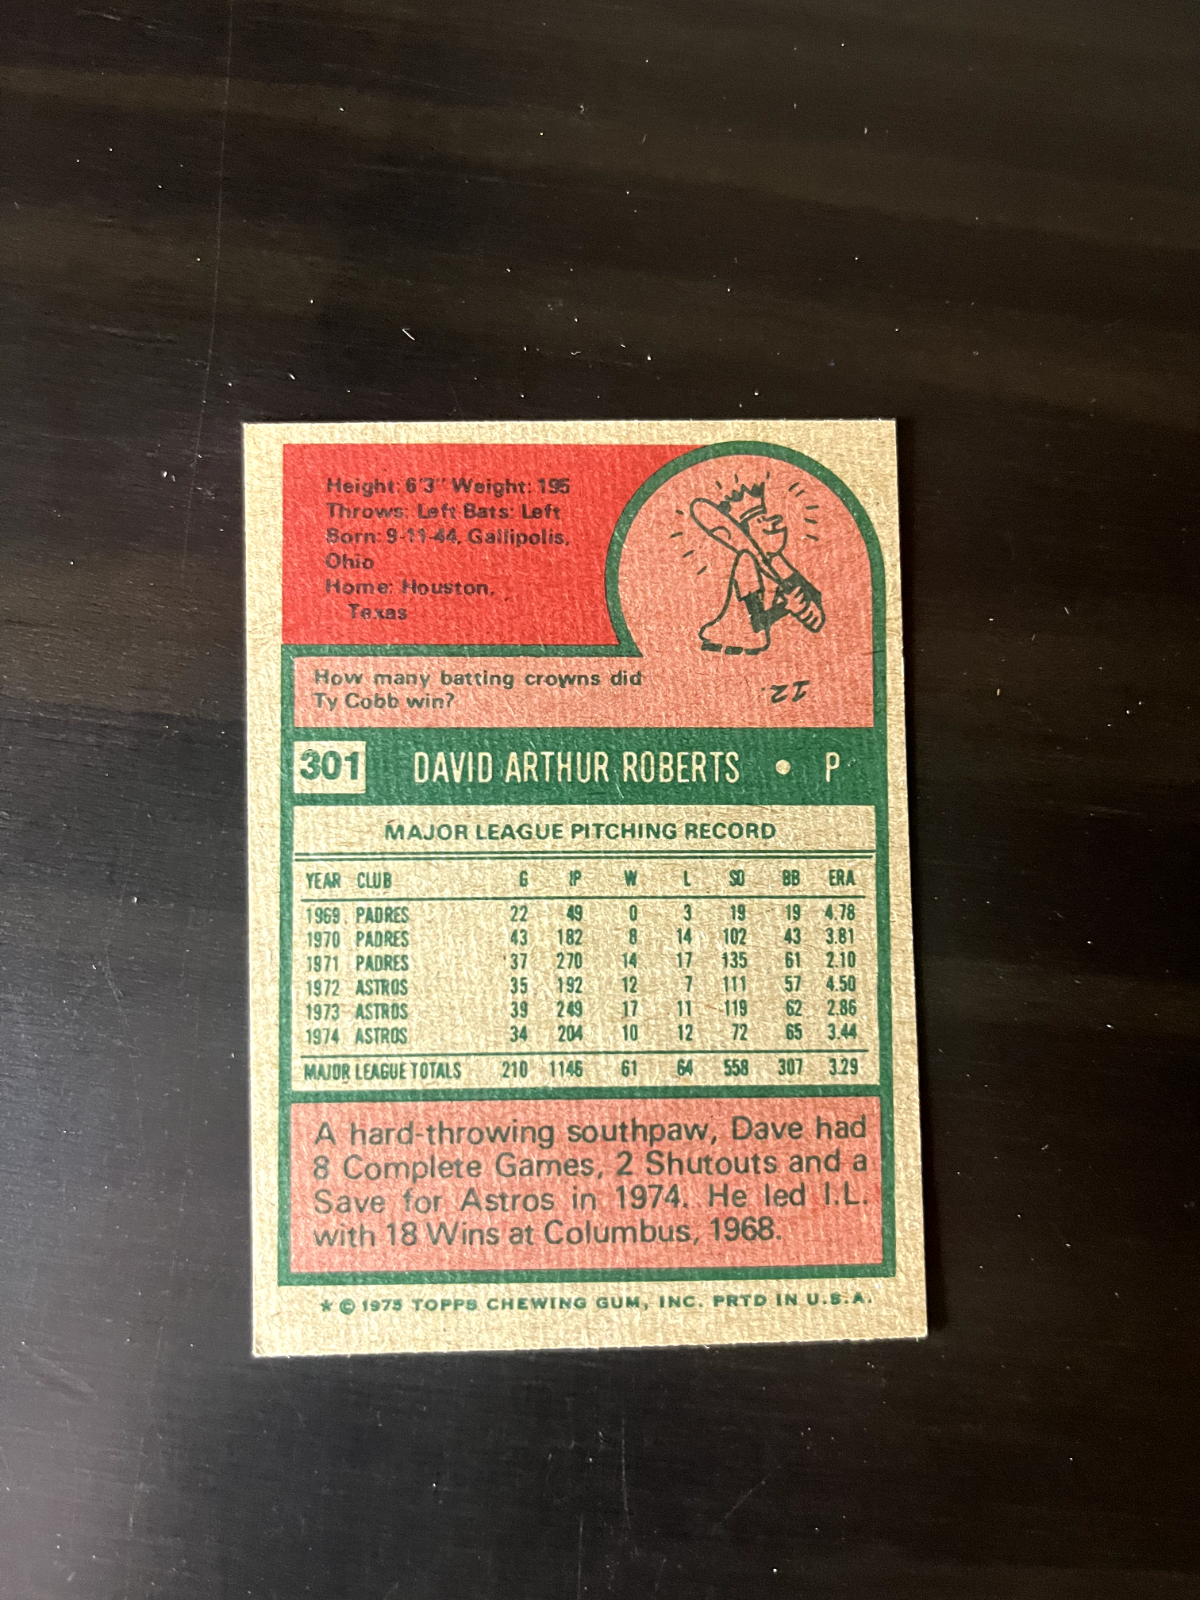 Height: 6'3" Weight: 195
Throws: Left Bats: Left
Born: 9-11-44, Gallipolis,
Ohio
Home: Houston,
Texas
How many batting crowns did
Ty Cobb win?
12.
301 DAVID ARTHUR ROBERTS • P
MAJOR LEAGUE PITCHING RECORD
YEAR CLUB G IP W L SO BB ERA
1969 PADRES 22 49 0 3 19 19 4.78
1970 PADRES 43 182 8 14 102 43 3.81
1971 PADRES 37 270 14 17 135 61 2.10
1972 ASTROS 35 192 12 7 111 57 4.50
1973 ASTROS 39 249 17 11 119 62 2.86
1974 ASTROS 34 204 10 12 72 65 3.44
MAJOR LEAGUE TOTALS 210 1146 61 64 558 307 3.29
A hard-throwing southpaw, Dave had
8 Complete Games, 2 Shutouts and a
Save for Astros in 1974. He led I.L.
with 18 Wins at Columbus, 1968.
* © 1975 TOPPS CHEWING GUM, INC. PRTD IN U.S.A.